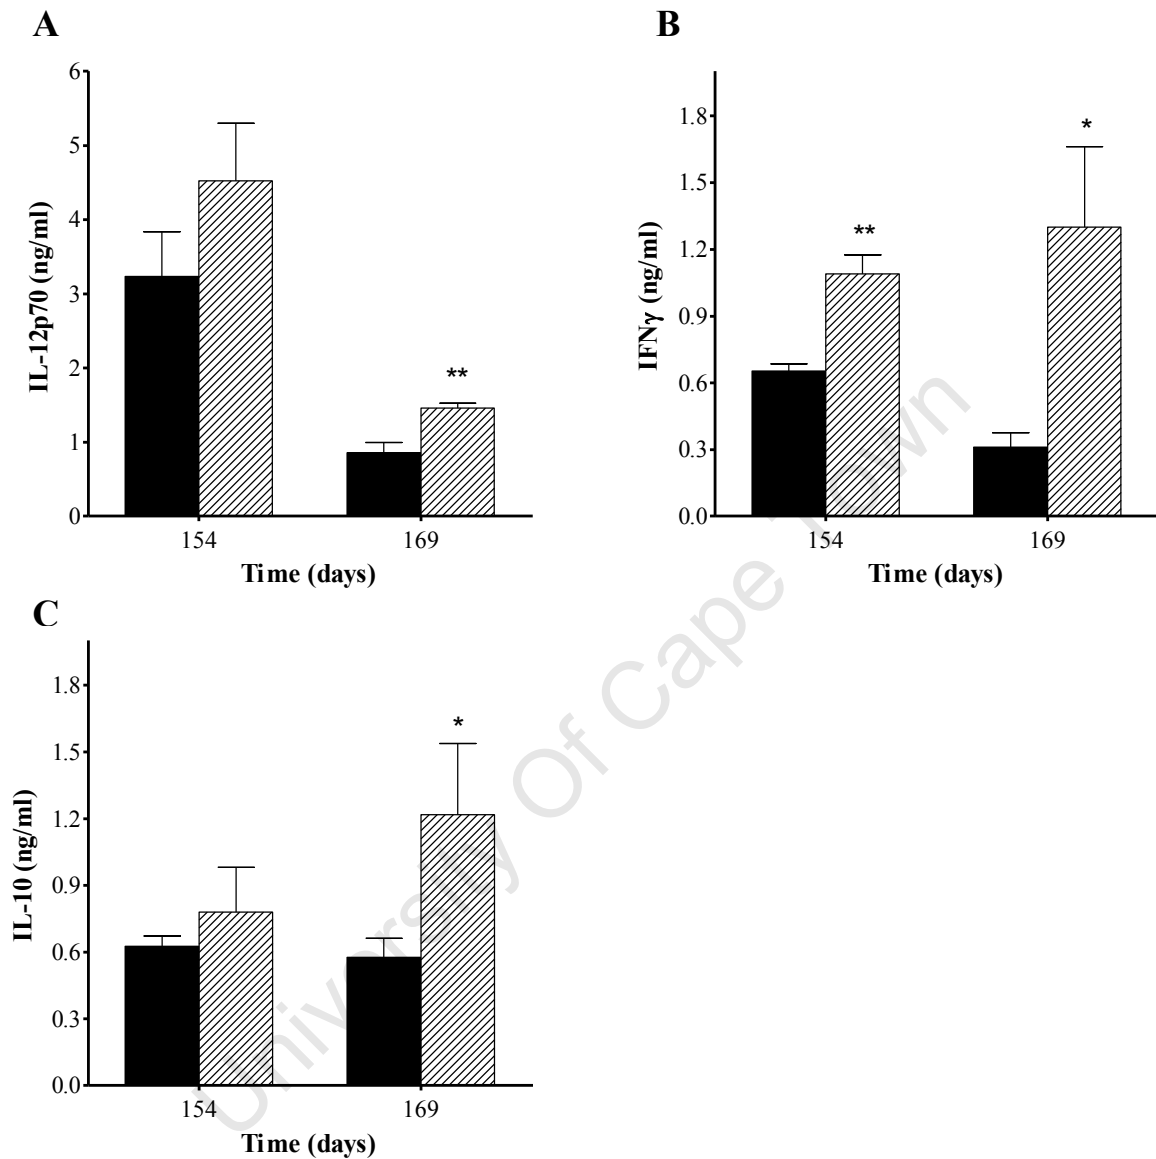 A
6
5
4
3
2
1
0
IL-12p70 (ng/ml)
**
154 169
Time (days)
B
1.8
1.5
1.2
0.9
0.6
0.3
0.0
IFNγ (ng/ml)
**
*
154 169
Time (days)
C
1.8
1.5
1.2
0.9
0.6
0.3
0.0
IL-10 (ng/ml)
*
154 169
Time (days)
University Of Cape Town